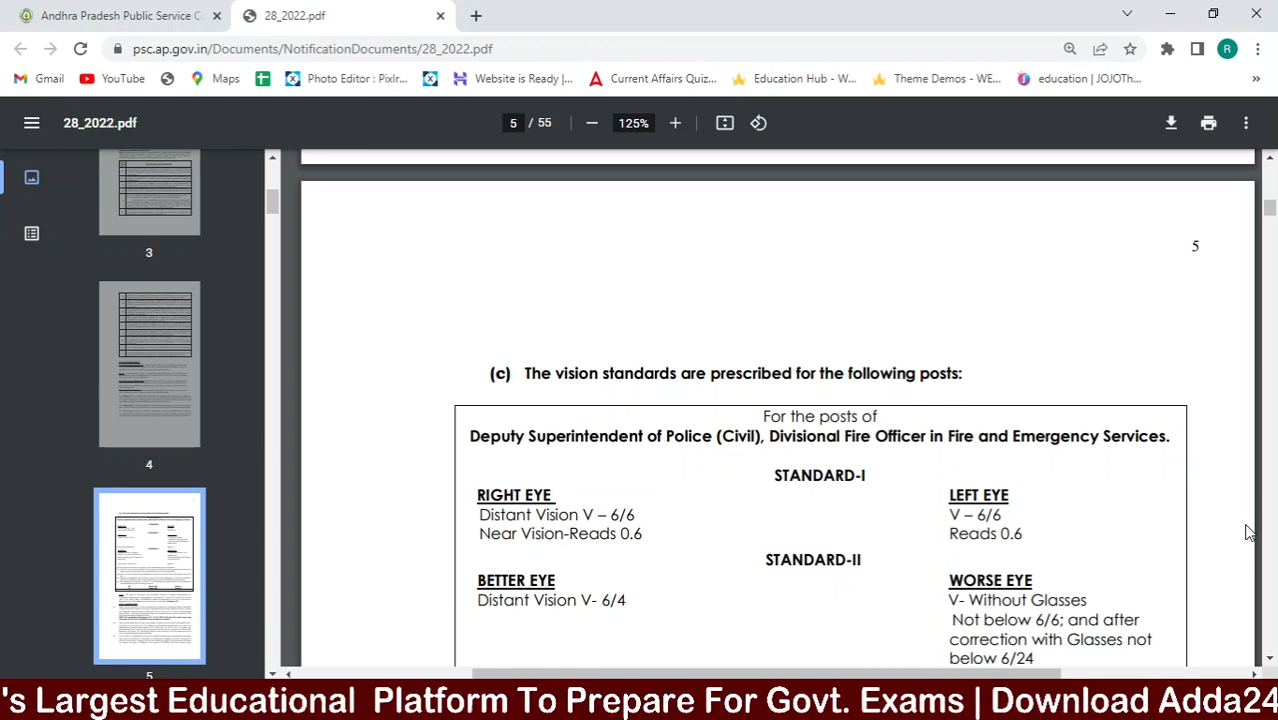 Andhra Pradesh Public Service Co
28_2022.pdf
psc.ap.gov.in/Documents/NotificationDocuments/28_2022.pdf
R
Gmail
YouTube
Maps
Photo Editor : Pixlr...
Website is Ready |...
Current Affairs Quiz...
Education Hub - W...
Theme Demos - WE...
education | JOJOTh...
28_2022.pdf
5 / 55
125%
3
4
5
5
(c) The vision standards are prescribed for the following posts:
For the posts of
Deputy Superintendent of Police (Civil), Divisional Fire Officer in Fire and Emergency Services.
STANDARD-I
RIGHT EYE LEFT EYE
Distant Vision V – 6/6 V – 6/6
Near Vision-Reads 0.6 Reads 0.6
STANDARD-II
BETTER EYE WORSE EYE
Distant Vision V- 6/4 V- Without Glasses
Not below 6/6; and after
correction with Glasses not
below 6/24
's Largest Educational Platform To Prepare For Govt. Exams | Download Adda24